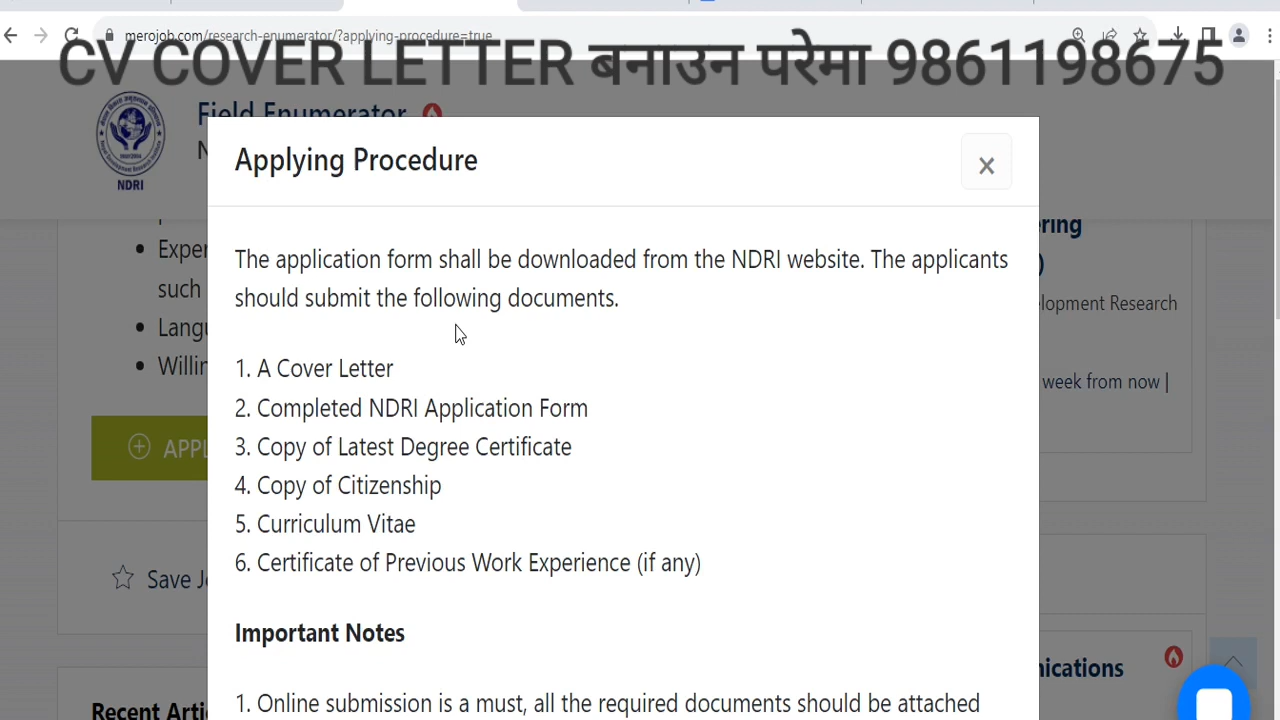 merojob.com/research-enumerator/?applying-procedure=true
CV COVER LETTER बनाउन परेमा 9861198675
Field Enumerator
NDRI
Applying Procedure
The application form shall be downloaded from the NDRI website. The applicants
should submit the following documents.
1. A Cover Letter
2. Completed NDRI Application Form
3. Copy of Latest Degree Certificate
4. Copy of Citizenship
5. Curriculum Vitae
6. Certificate of Previous Work Experience (if any)
Important Notes
1. Online submission is a must, all the required documents should be attached
such
Save
Recent
Research
week from now |